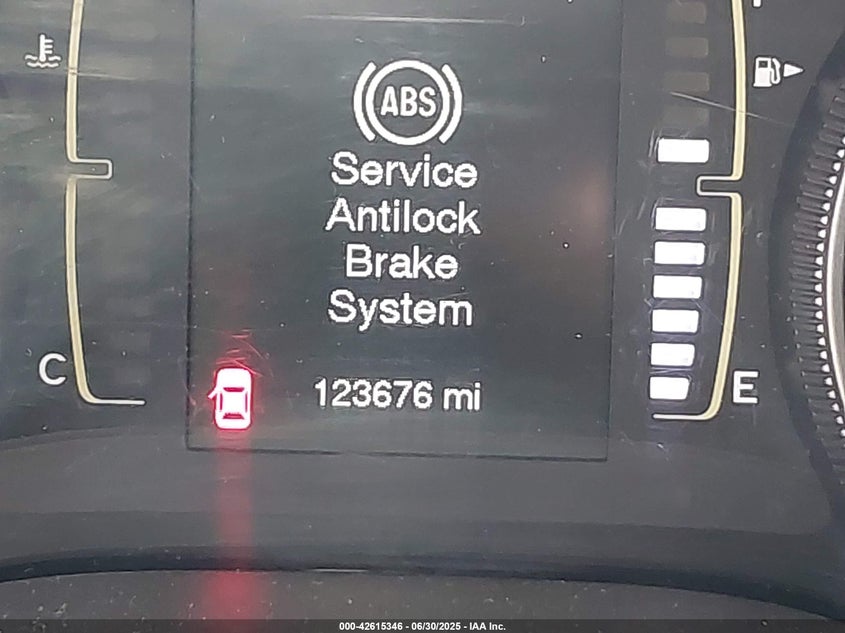 ABS
Service
Antilock
Brake
System
C
123676 mi
E
000-42615346 - 06/30/2025 - IAA Inc.